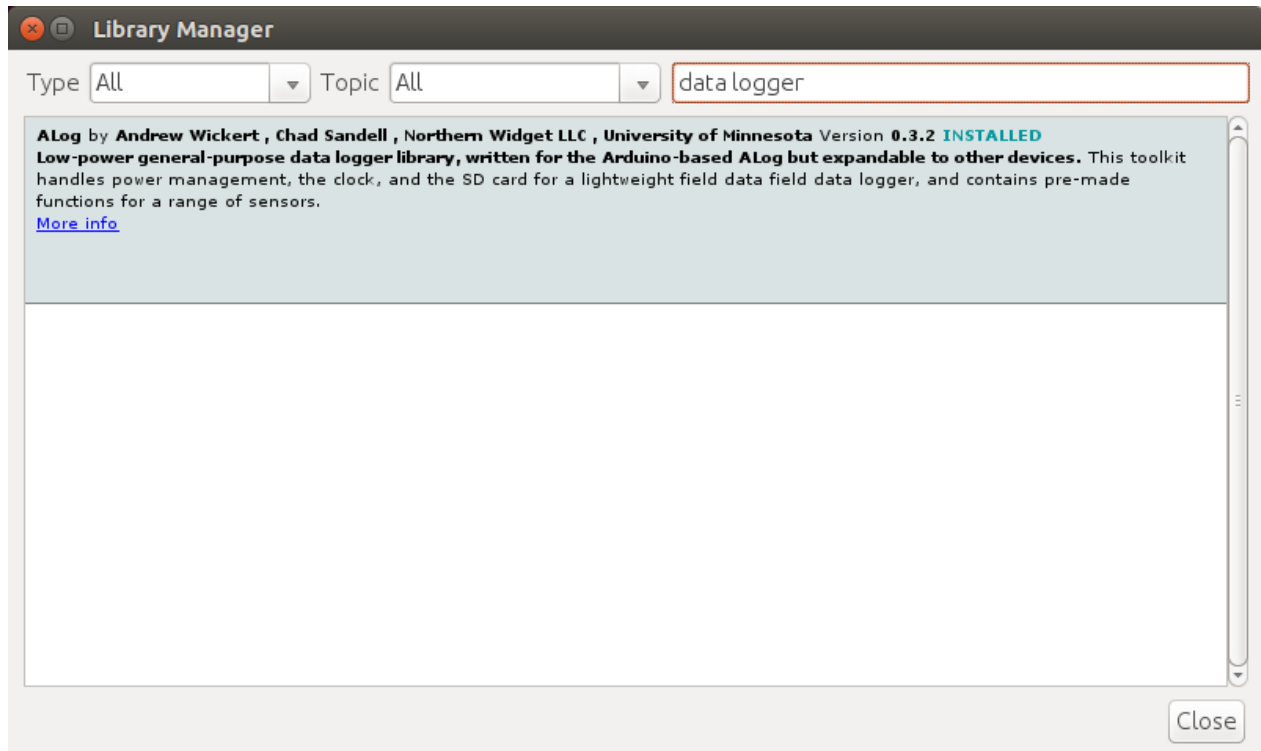 Library Manager
Type All Topic All data logger
ALog by Andrew Wickert , Chad Sandell , Northern Widget LLC , University of Minnesota Version 0.3.2 INSTALLED
Low-power general-purpose data logger library, written for the Arduino-based ALog but expandable to other devices. This toolkit
handles power management, the clock, and the SD card for a lightweight field data field data logger, and contains pre-made
functions for a range of sensors.
More info
Close